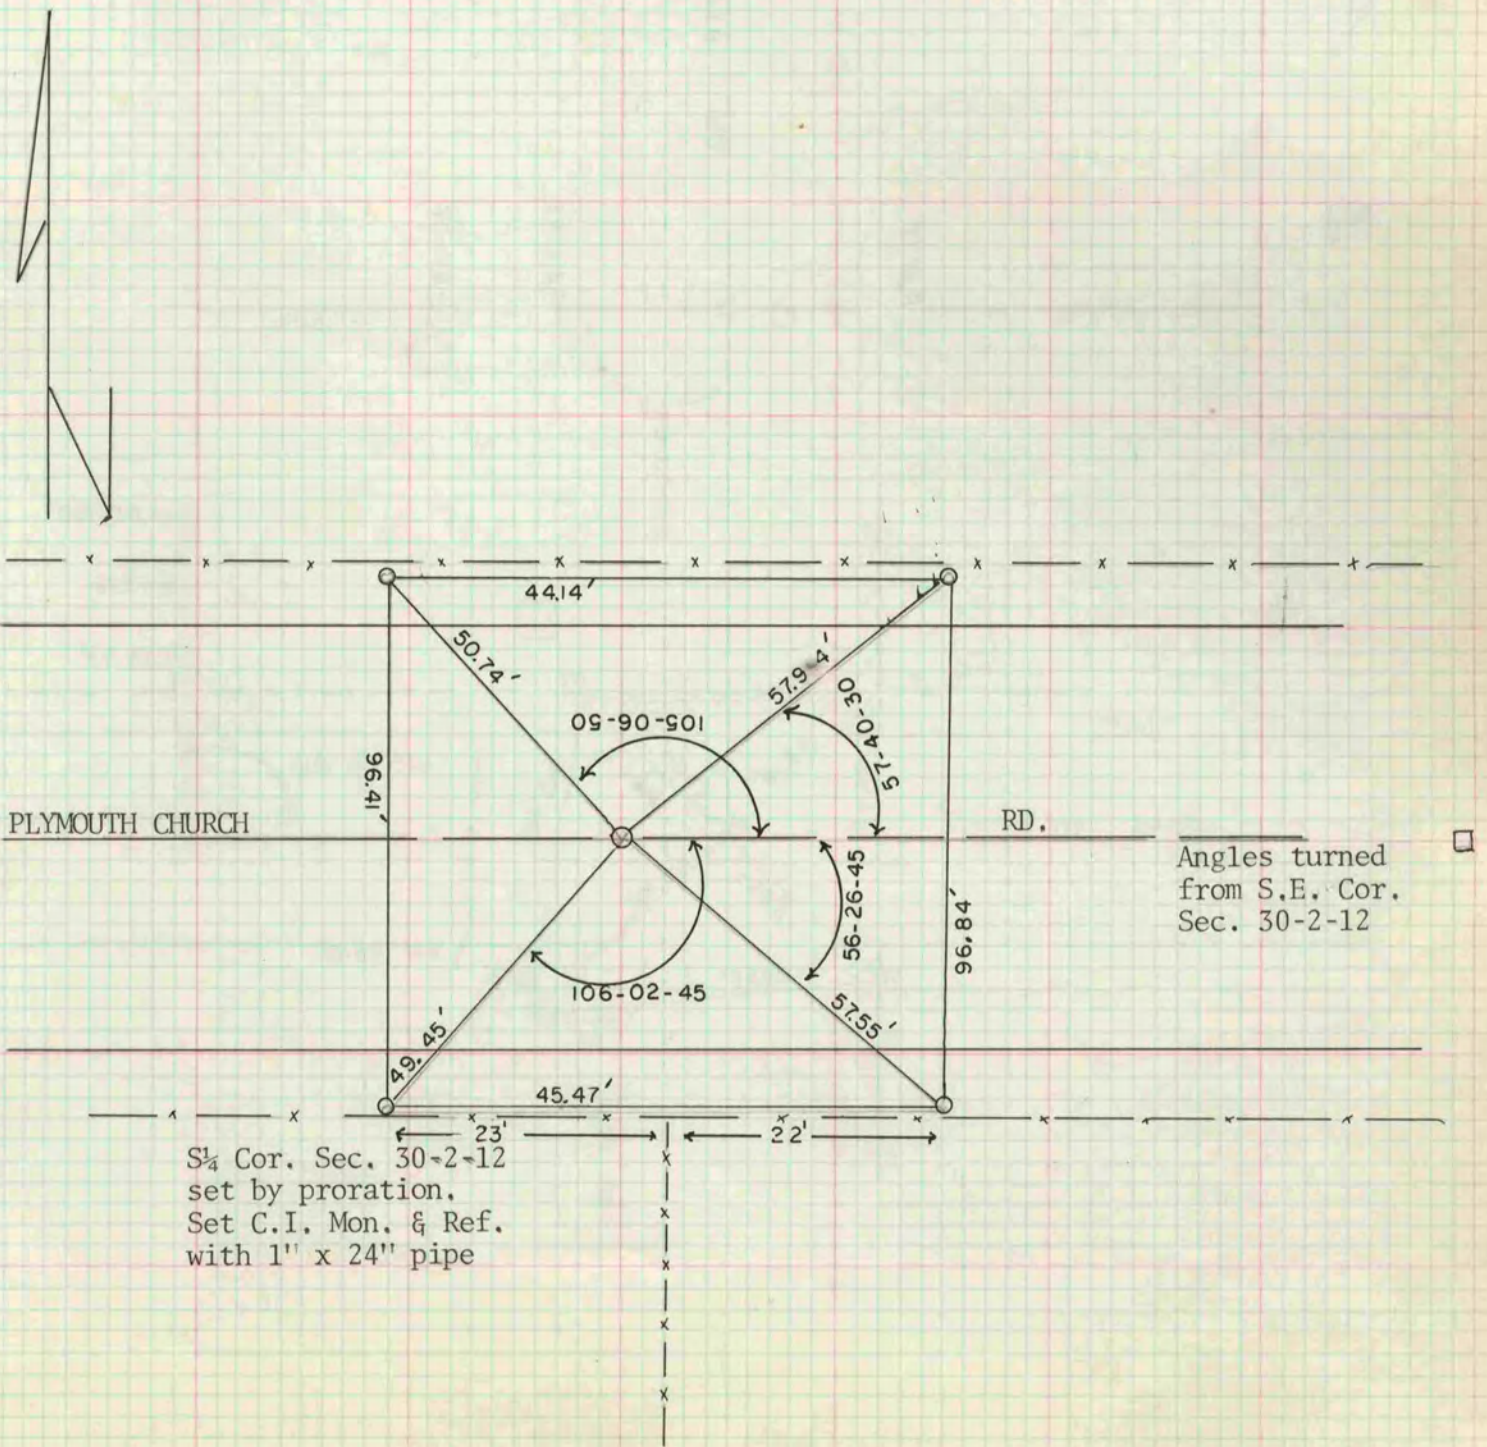 44.14'
50.74'
57.94'
57-40-30
105-06-50
96.41'
PLYMOUTH CHURCH RD.
Angles turned
from S.E. Cor.
Sec. 30-2-12
56-26-45
96.84'
106-02-45
57.55'
49.45'
45.47'
23' 22'
S¼ Cor. Sec. 30-2-12
set by proration.
Set C.I. Mon. & Ref.
with 1" x 24" pipe